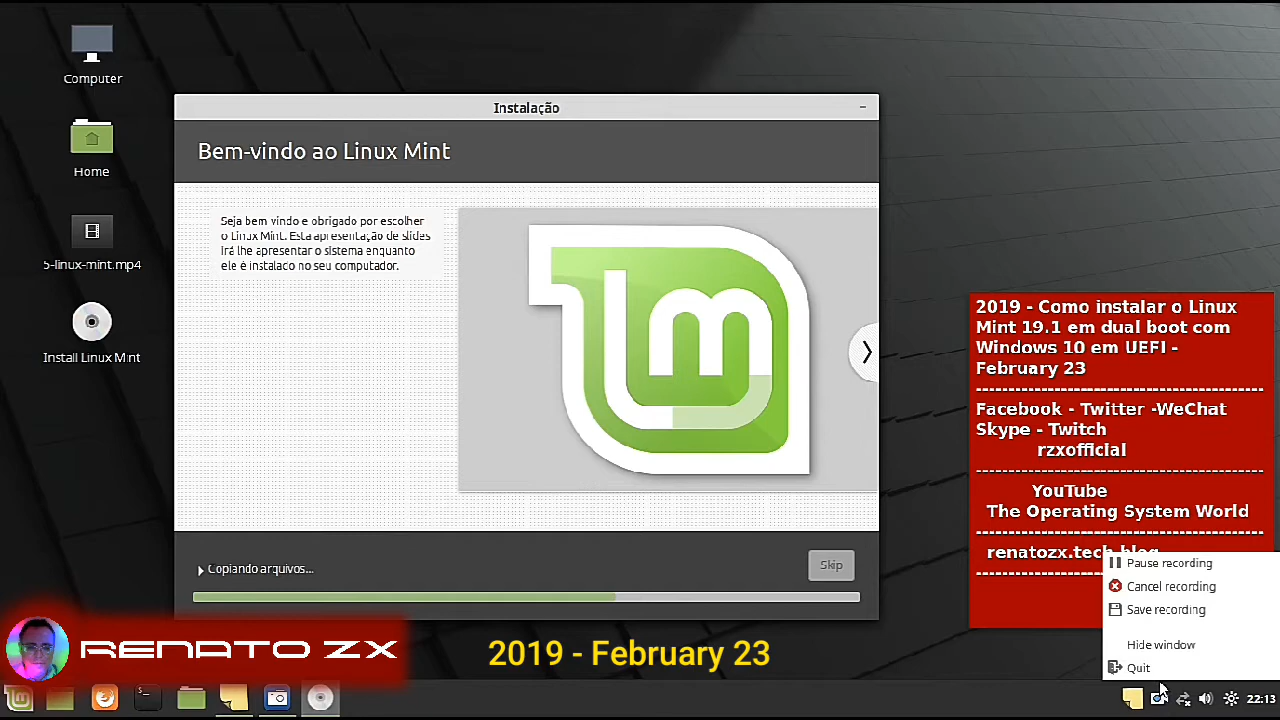 Computer
Home
5-linux-mint.mp4
Install Linux Mint
Instalação
Bem-vindo ao Linux Mint
Seja bem vindo e obrigado por escolher
o Linux Mint. Esta apresentação de slides
irá lhe apresentar o sistema enquanto
ele é instalado no seu computador.
Copiando arquivos...
Skip
2019 - Como instalar o Linux
Mint 19.1 em dual boot com
Windows 10 em UEFI -
February 23
--------------------------------------------
Facebook - Twitter -WeChat
Skype - Twitch
rzxofficial
--------------------------------------------
YouTube
The Operating System World
--------------------------------------------
renatozx.tech.blog
Pause recording
Cancel recording
Save recording
Hide window
Quit
RENATO ZX
2019 - February 23
22:13